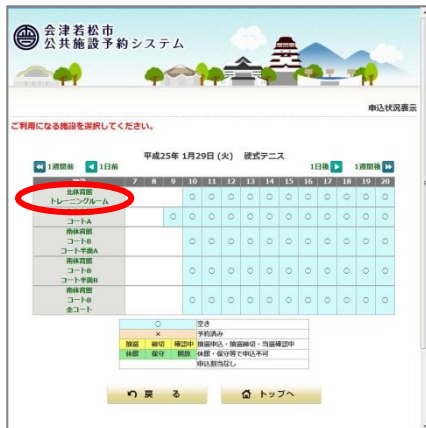 会津若松市
公共施設予約システム
申込状況表示
ご利用になる施設を選択してください。
平成25年 1月29日 (火) 硬式テニス
1週間前 1日前 1日後 1週間後
7 8 9 10 11 12 13 14 15 16 17 18 19 20
北体育館
トレーニングルーム
○ ○ ○ ○ ○ ○ ○ ○ ○ ○ ○
コートA
○ ○ ○ ○ ○ ○ ○ ○ ○ ○ ○ ○
南体育館
コートB
コート半面A
○ ○ ○ ○ ○ ○ ○ ○ ○ ○ ○
南体育館
コートB
コート半面B
○ ○ ○ ○ ○ ○ ○ ○ ○ ○ ○
南体育館
コートB
全コート
○ ○ ○ ○ ○ ○ ○ ○ ○ ○ ○
○ 空き
× 予約済み
抽選 締切 確認中 抽選申込・抽選締切・当選確認中
休館 保守 開放 休館・保守等で申込不可
申込割当なし
戻 る トップへ